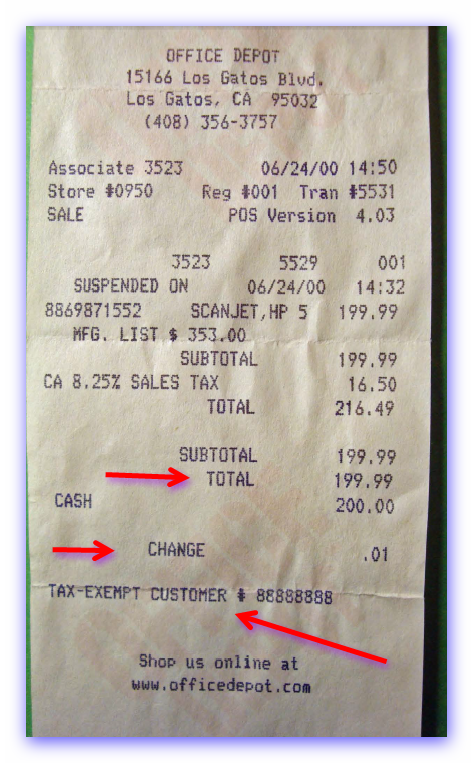 OFFICE DEPOT
15166 Los Gatos Blvd.
Los Gatos, CA 95032
(408) 356-3757
Associate 3523 06/24/00 14:50
Store #0950 Reg #001 Tran #5531
SALE POS Version 4.03
3523 5529 001
SUSPENDED ON 06/24/00 14:32
8869871552 SCANJET,HP 5 199.99
MFG. LIST $ 353.00
SUBTOTAL 199.99
CA 8.25% SALES TAX 16.50
TOTAL 216.49
SUBTOTAL 199.99
TOTAL 199.99
CASH 200.00
CHANGE .01
TAX-EXEMPT CUSTOMER # 88888888
Shop us online at
www.officedepot.com